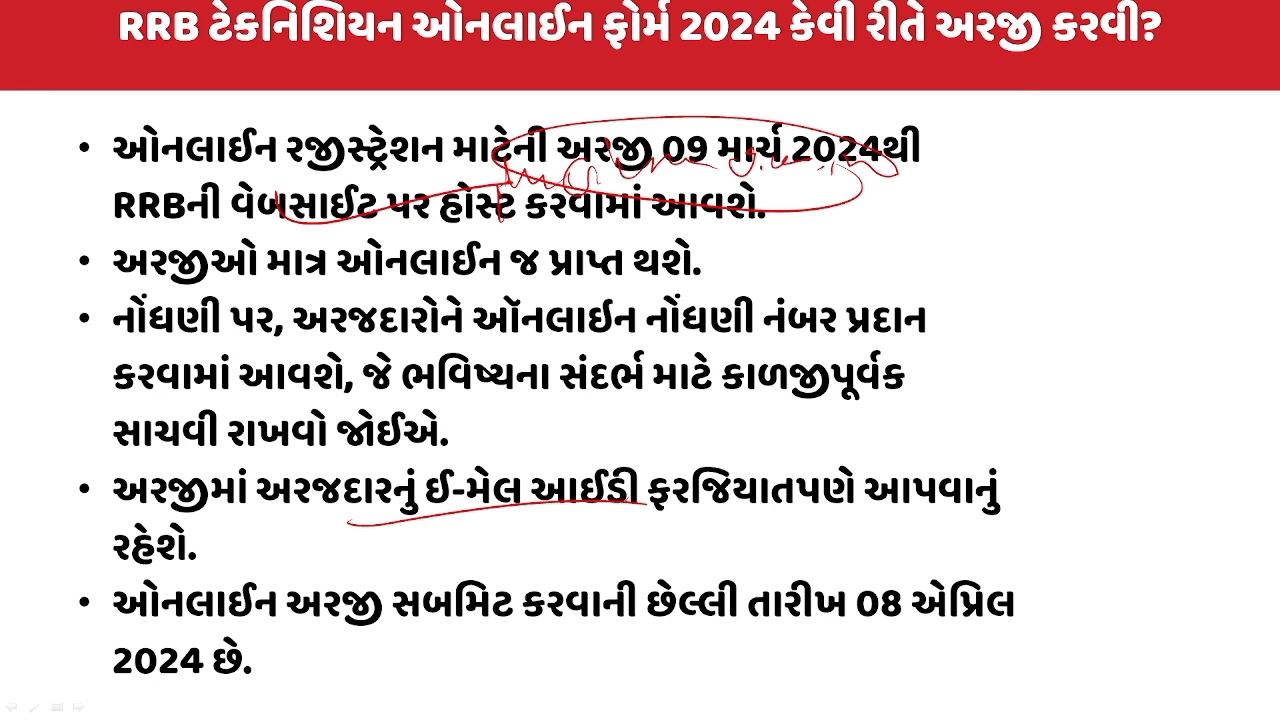 RRB ટેકનિશિયન ઓનલાઈન ફોર્મ 2024 કેવી રીતે અરજી કરવી?
• ઓનલાઈન રજીસ્ટ્રેશન માટેની અરજી 09 માર્ચ 2024થી
RRBની વેબસાઈટ પર હોસ્ટ કરવામાં આવશે.
• અરજીઓ માત્ર ઓનલાઈન જ પ્રાપ્ત થશે.
• નોંધણી પર, અરજદારોને ઑનલાઇન નોંધણી નંબર પ્રદાન
કરવામાં આવશે, જે ભવિષ્યના સંદર્ભ માટે કાળજીપૂર્વક
સાચવી રાખવો જોઈએ.
• અરજીમાં અરજદારનું ઈ-મેલ આઈડી ફરજિયાતપણે આપવાનું
રહેશે.
• ઓનલાઈન અરજી સબમિટ કરવાની છેલ્લી તારીખ 08 એપ્રિલ
2024 છે.